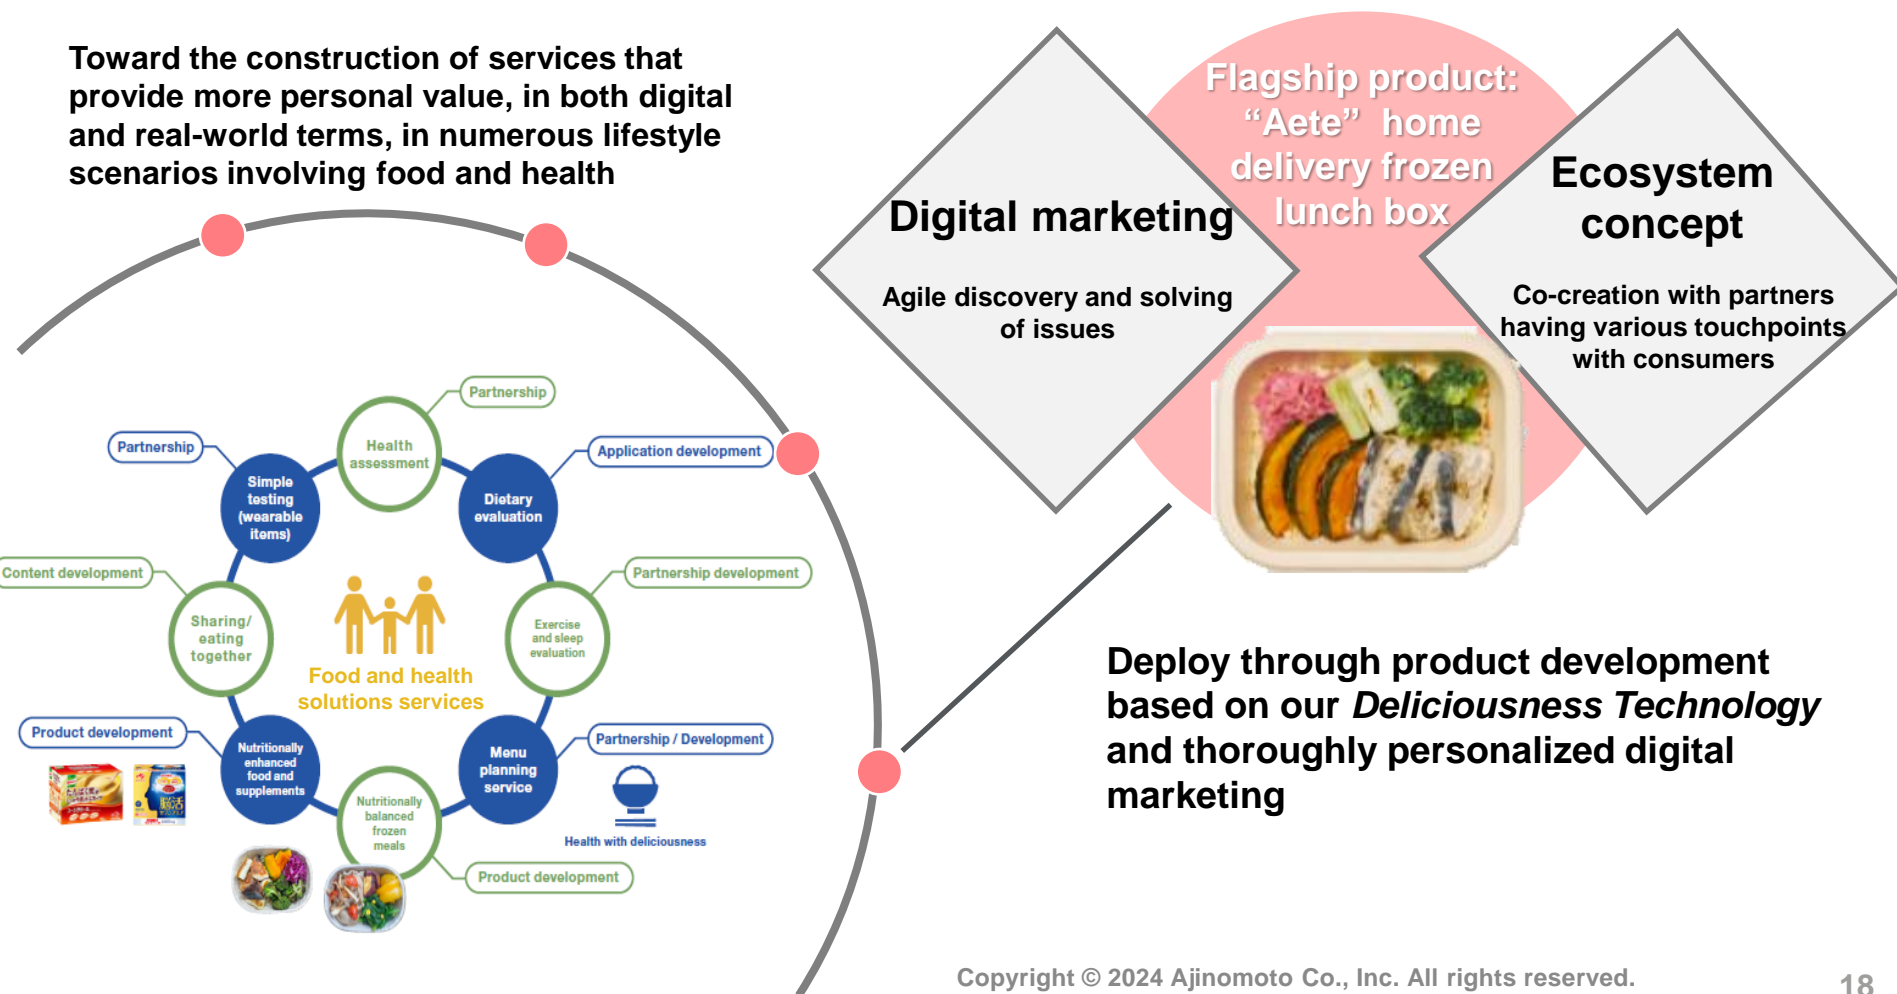 Toward the construction of services that
provide more personal value, in both digital
and real-world terms, in numerous lifestyle
scenarios involving food and health
Flagship product:
“Aete” home
delivery frozen
lunch box
Digital marketing
Agile discovery and solving
of issues
Ecosystem
concept
Co-creation with partners
having various touchpoints
with consumers
Partnership
Health
assessment
Partnership
Simple
testing
(wearable
items)
Application development
Dietary
evaluation
Content development
Sharing/
eating
together
Partnership development
Exercise
and sleep
evaluation
Food and health
solutions services
Product development
Nutritionally
enhanced
food and
supplements
Partnership / Development
Menu
planning
service
Health with deliciousness
Nutritionally
balanced
frozen
meals
Product development
脳活
Deploy through product development
based on our Deliciousness Technology
and thoroughly personalized digital
marketing
Copyright © 2024 Ajinomoto Co., Inc. All rights reserved.
18